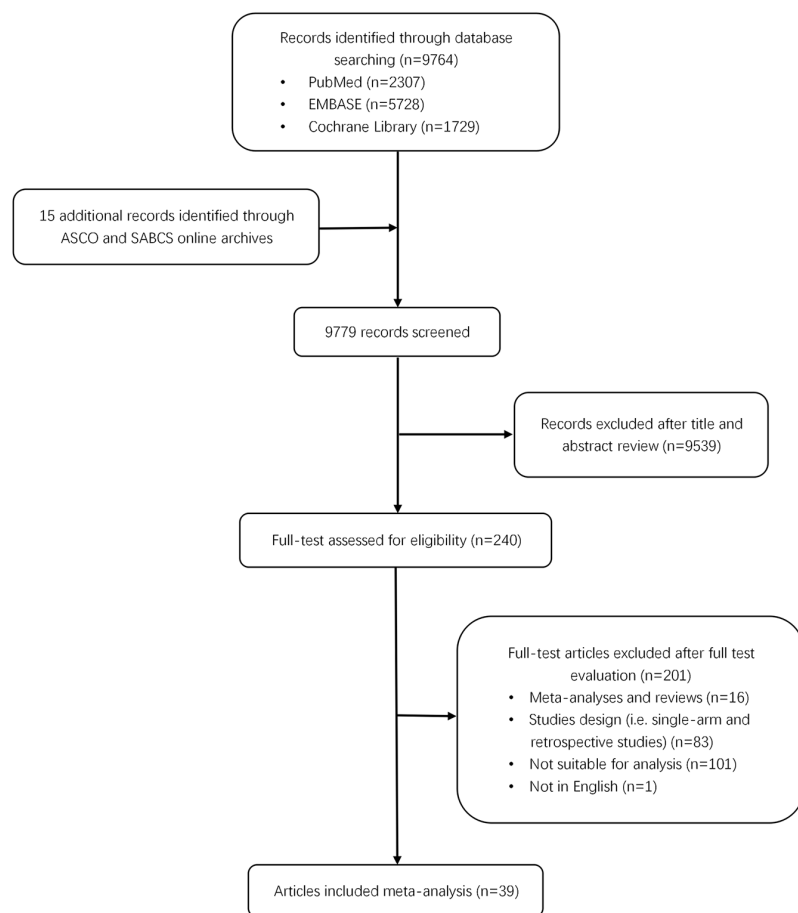 Records identified through database
searching (n=9764)
• PubMed (n=2307)
• EMBASE (n=5728)
• Cochrane Library (n=1729)
15 additional records identified through
ASCO and SABCS online archives
9779 records screened
Records excluded after title and
abstract review (n=9539)
Full-test assessed for eligibility (n=240)
Full-test articles excluded after full test
evaluation (n=201)
• Meta-analyses and reviews (n=16)
• Studies design (i.e. single-arm and
retrospective studies) (n=83)
• Not suitable for analysis (n=101)
• Not in English (n=1)
Articles included meta-analysis (n=39)